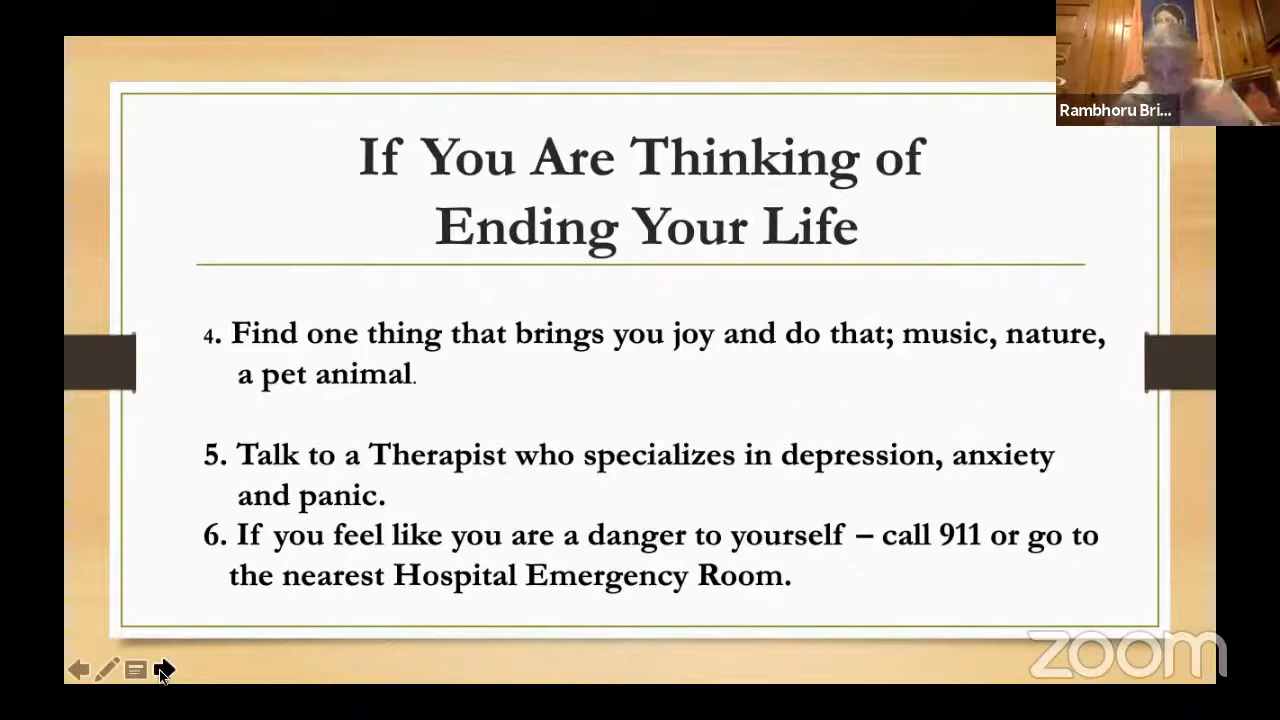 Rambhoru Bri...
If You Are Thinking of
Ending Your Life
4. Find one thing that brings you joy and do that; music, nature,
a pet animal.
5. Talk to a Therapist who specializes in depression, anxiety
and panic.
6. If you feel like you are a danger to yourself – call 911 or go to
the nearest Hospital Emergency Room.
zoom